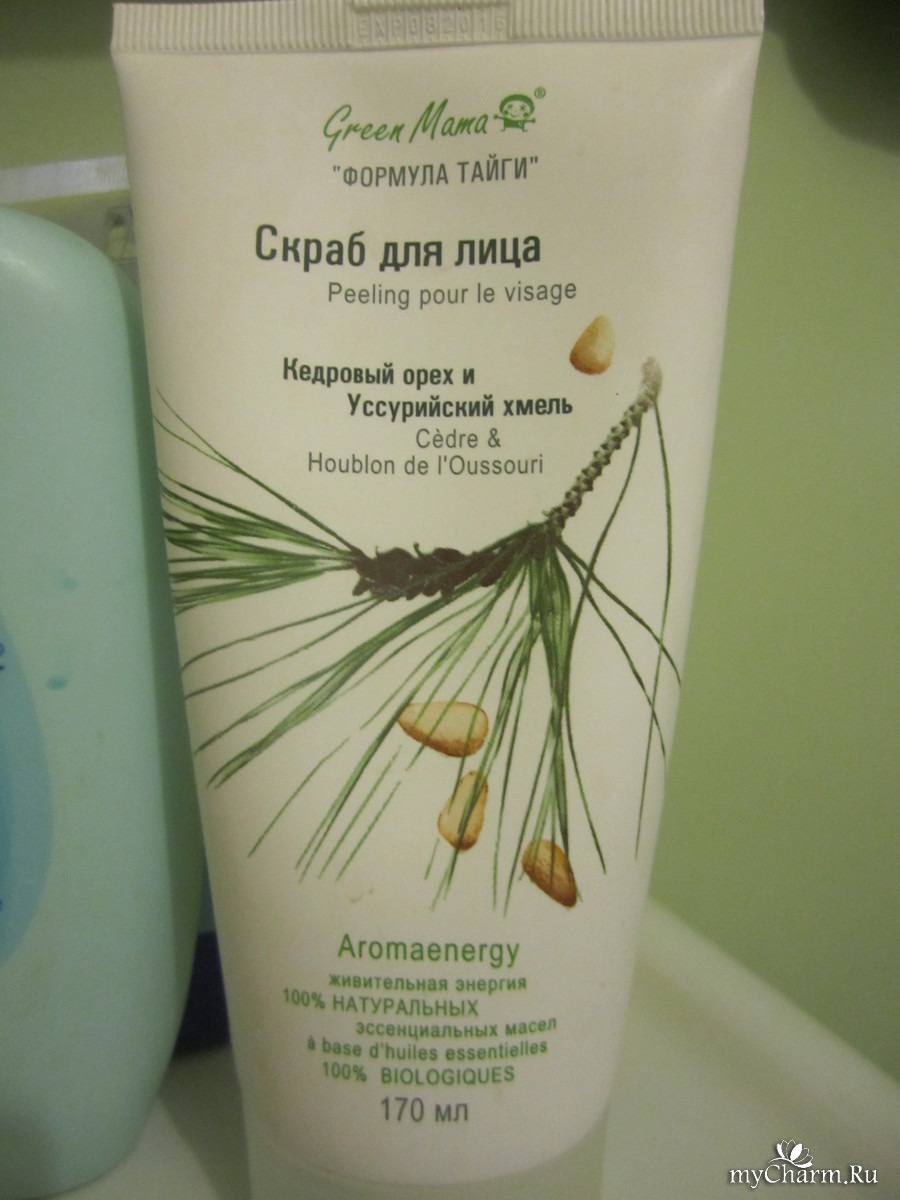 EXP082016
Green Mama®
"ФОРМУЛА ТАЙГИ"
Скраб для лица
Peeling pour le visage
Кедровый орех и
Уссурийский хмель
Cèdre &
Houblon de l'Oussouri
Aromaenergy
живительная энергия
100% НАТУРАЛЬНЫХ
эссенциальных масел
à base d'huiles essentielles
100% BIOLOGIQUES
170 мл
myCharm.Ru